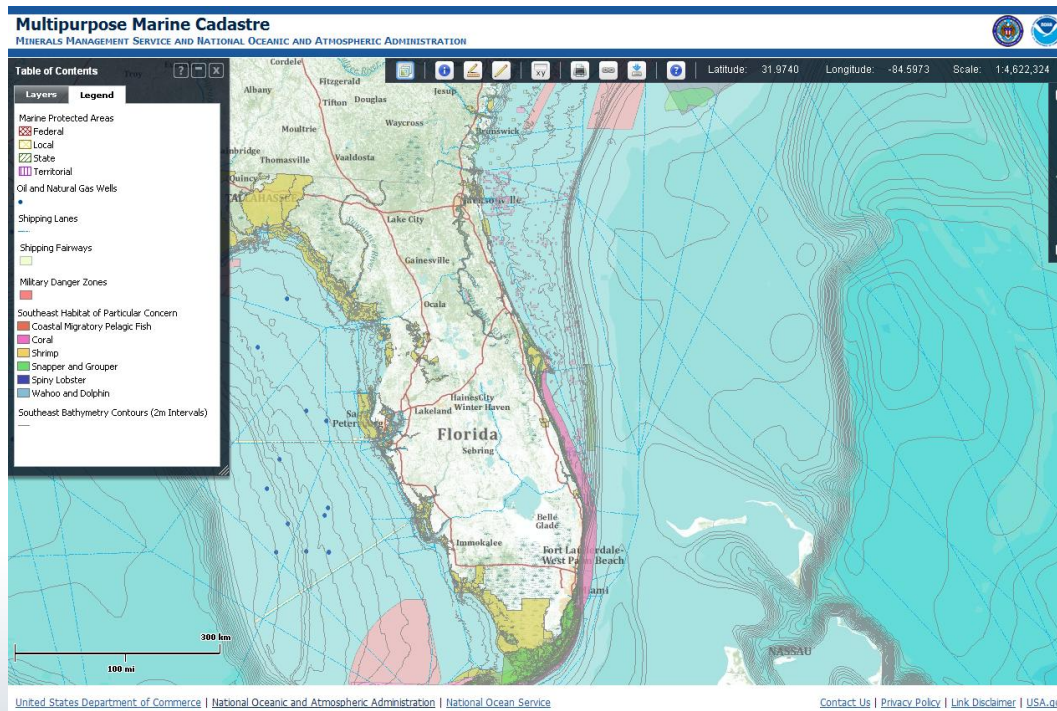 Multipurpose Marine Cadastre
MINERALS MANAGEMENT SERVICE AND NATIONAL OCEANIC AND ATMOSPHERIC ADMINISTRATION
Table of Contents
Layers Legend
Marine Protected Areas
Federal
Local
State
Territorial
Oil and Natural Gas Wells
Shipping Lanes
Shipping Fairways
Military Danger Zones
Southeast Habitat of Particular Concern
Coastal Migratory Pelagic Fish
Coral
Shrimp
Snapper and Grouper
Spiny Lobster
Wahoo and Dolphin
Southeast Bathymetry Contours (2m Intervals)
xy
Latitude: 31.9740 Longitude: -84.5973 Scale: 1:4,622,324
Cordele
Fitzgerald
Albany
Tifton Douglas
Jesup
Moultrie
Waycross
Brunswick
Thomasville
Valdosta
Quincy
Lake City
Jacksonville
Gainesville
Ocala
Haines City
Lakeland Winter Haven
Florida
Sebring
Belle
Glade
Immokalee
Fort Lauderdale-
West Palm Beach
NASSAU
300 km
100 mi
United States Department of Commerce | National Oceanic and Atmospheric Administration | National Ocean Service
Contact Us | Privacy Policy | Link Disclaimer |